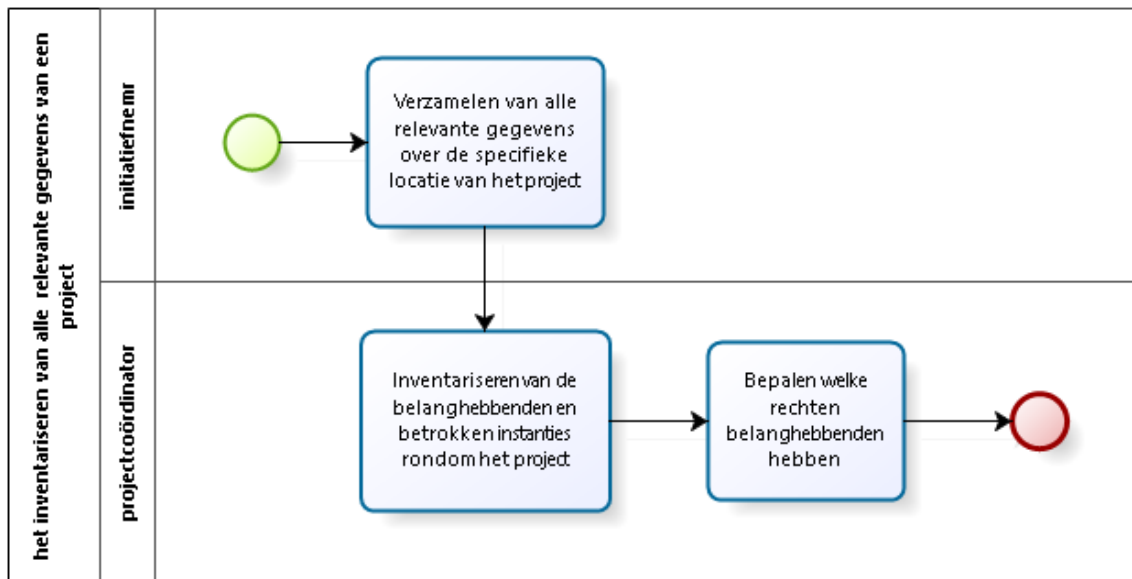 het inventariseren van alle relevante gegevens van een
project
initiatiefnemr
Verzamelen van alle
relevante gegevens
over de specifieke
locatie van het project
projectcoördinator
Inventariseren van de
belanghebbenden en
betrokken instanties
rondom het project
Bepalen welke
rechten
belanghebbenden
hebben